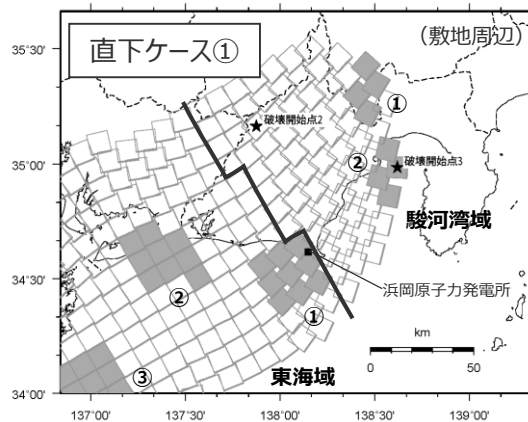 直下ケース①
（敷地周辺）
35°30'
破壊開始点2
①
35°00'
②
破壊開始点3
駿河湾域
34°30'
浜岡原子力発電所
②
①
km
③
東海域
0
50
34°00'
137°00'
137°30'
138°00'
138°30'
139°00'